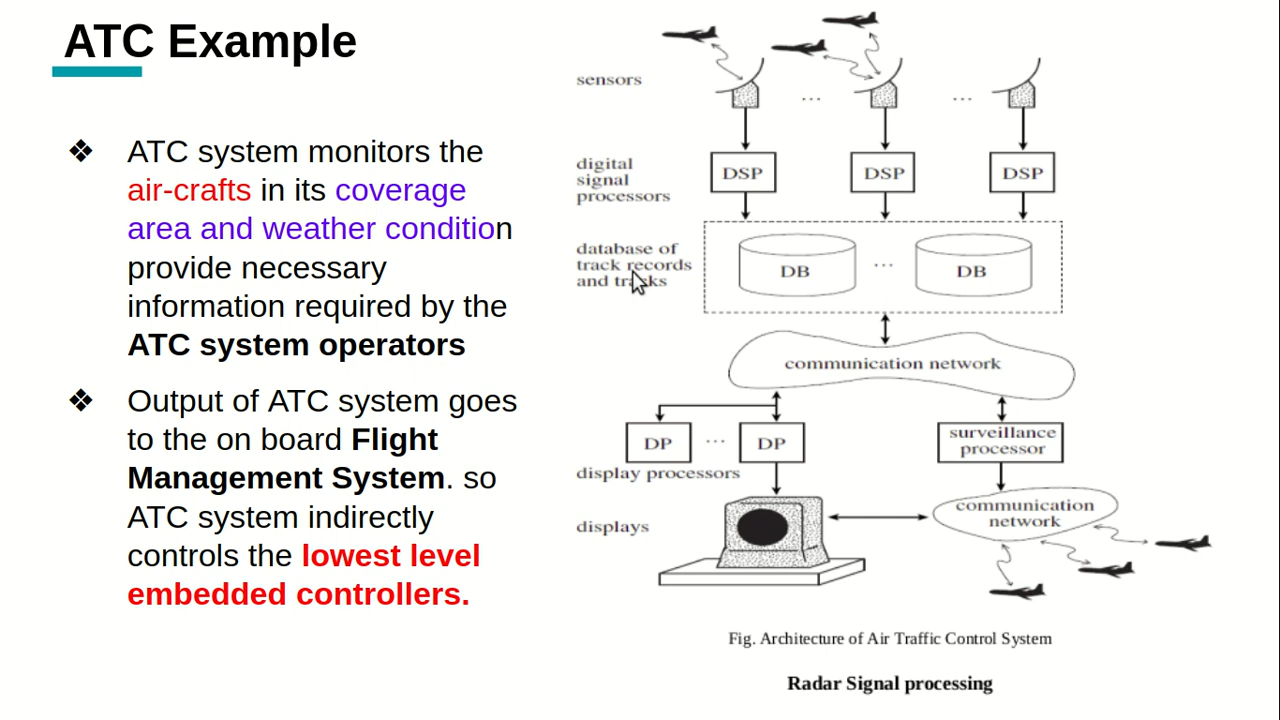 ATC Example
❖ ATC system monitors the
air-crafts in its coverage
area and weather condition
provide necessary
information required by the
ATC system operators
❖ Output of ATC system goes
to the on board Flight
Management System. so
ATC system indirectly
controls the lowest level
embedded controllers.
sensors
... ...
digital
signal
processors
DSP DSP DSP
database of
track records
and tracks
DB ... DB
communication network
DP ... DP
surveillance
processor
display processors
displays
communication
network
Fig. Architecture of Air Traffic Control System
Radar Signal processing